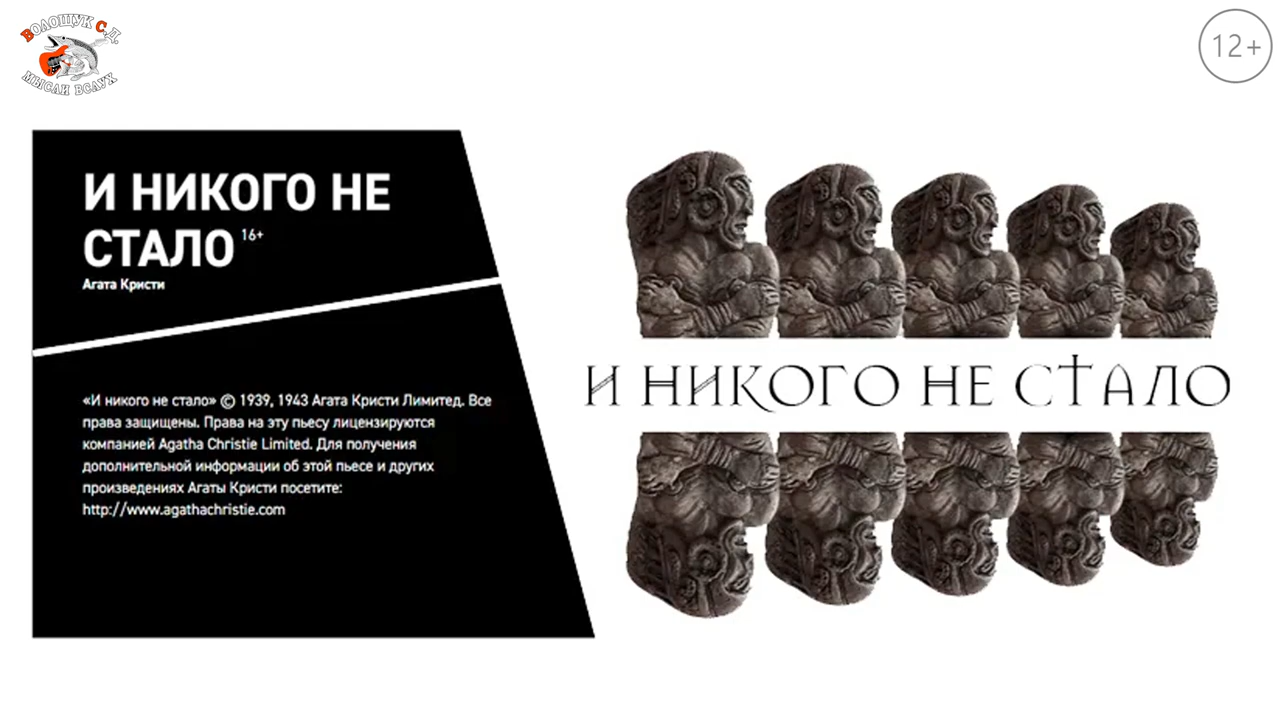 ВОЛОЩУК С.Д.
МЫСЛИ ВСЛУХ
12+
И НИКОГО НЕ
СТАЛО 16+
Агата Кристи
«И никого не стало» © 1939, 1943 Агата Кристи Лимитед. Все
права защищены. Права на эту пьесу лицензируются
компанией Agatha Christie Limited. Для получения
дополнительной информации об этой пьесе и других
произведениях Агаты Кристи посетите:
http://www.agathachristie.com
И НИКОГО НЕ СТАЛО